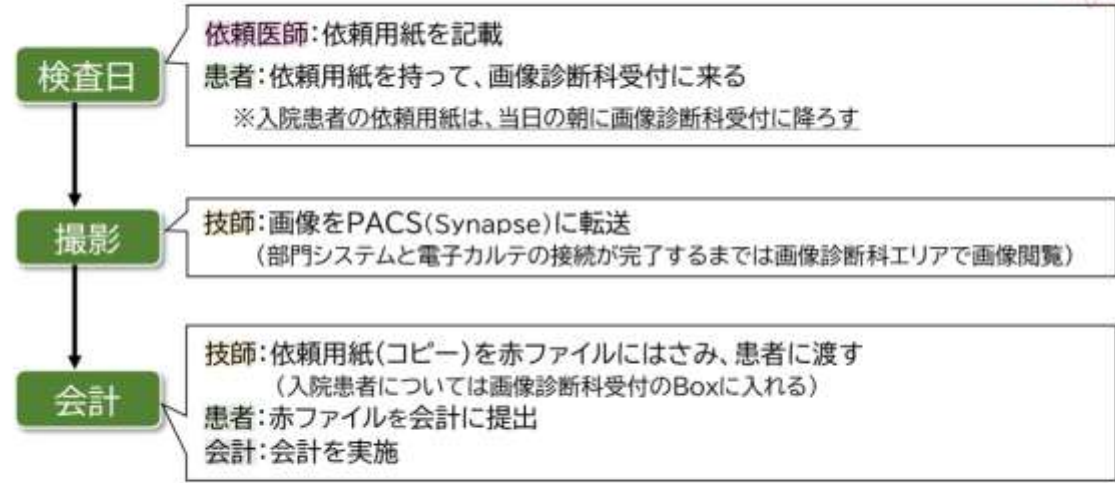 検査日
依頼医師：依頼用紙を記載
患者：依頼用紙を持って、画像診断科受付に来る
※入院患者の依頼用紙は、当日の朝に画像診断科受付に降ろす
撮影
技師：画像をPACS(Synapse)に転送
（部門システムと電子カルテの接続が完了するまでは画像診断科エリアで画像閲覧）
会計
技師：依頼用紙（コピー）を赤ファイルにはさみ、患者に渡す
（入院患者については画像診断科受付のBoxに入れる）
患者：赤ファイルを会計に提出
会計：会計を実施